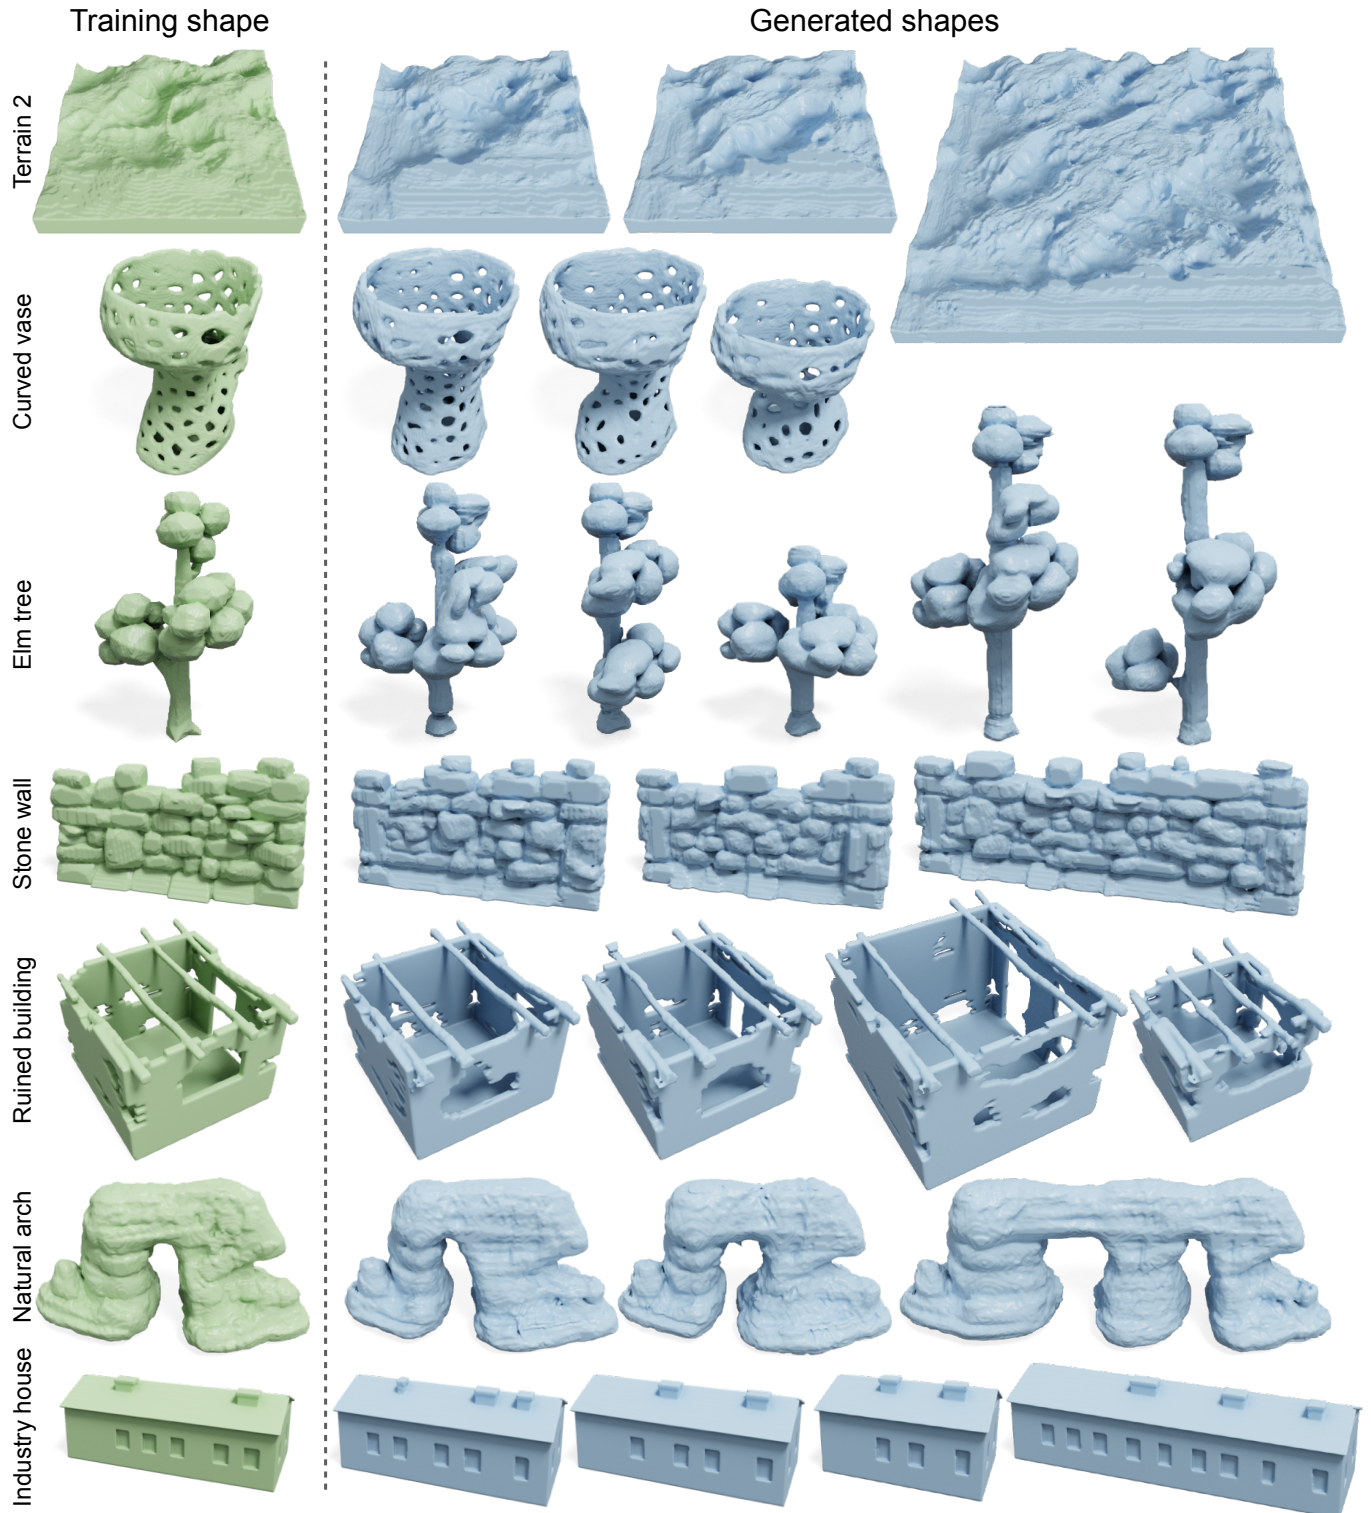 Training shape
Generated shapes
Terrain 2
Curved vase
Elm tree
Stone wall
Ruined building
Natural arch
Industry house